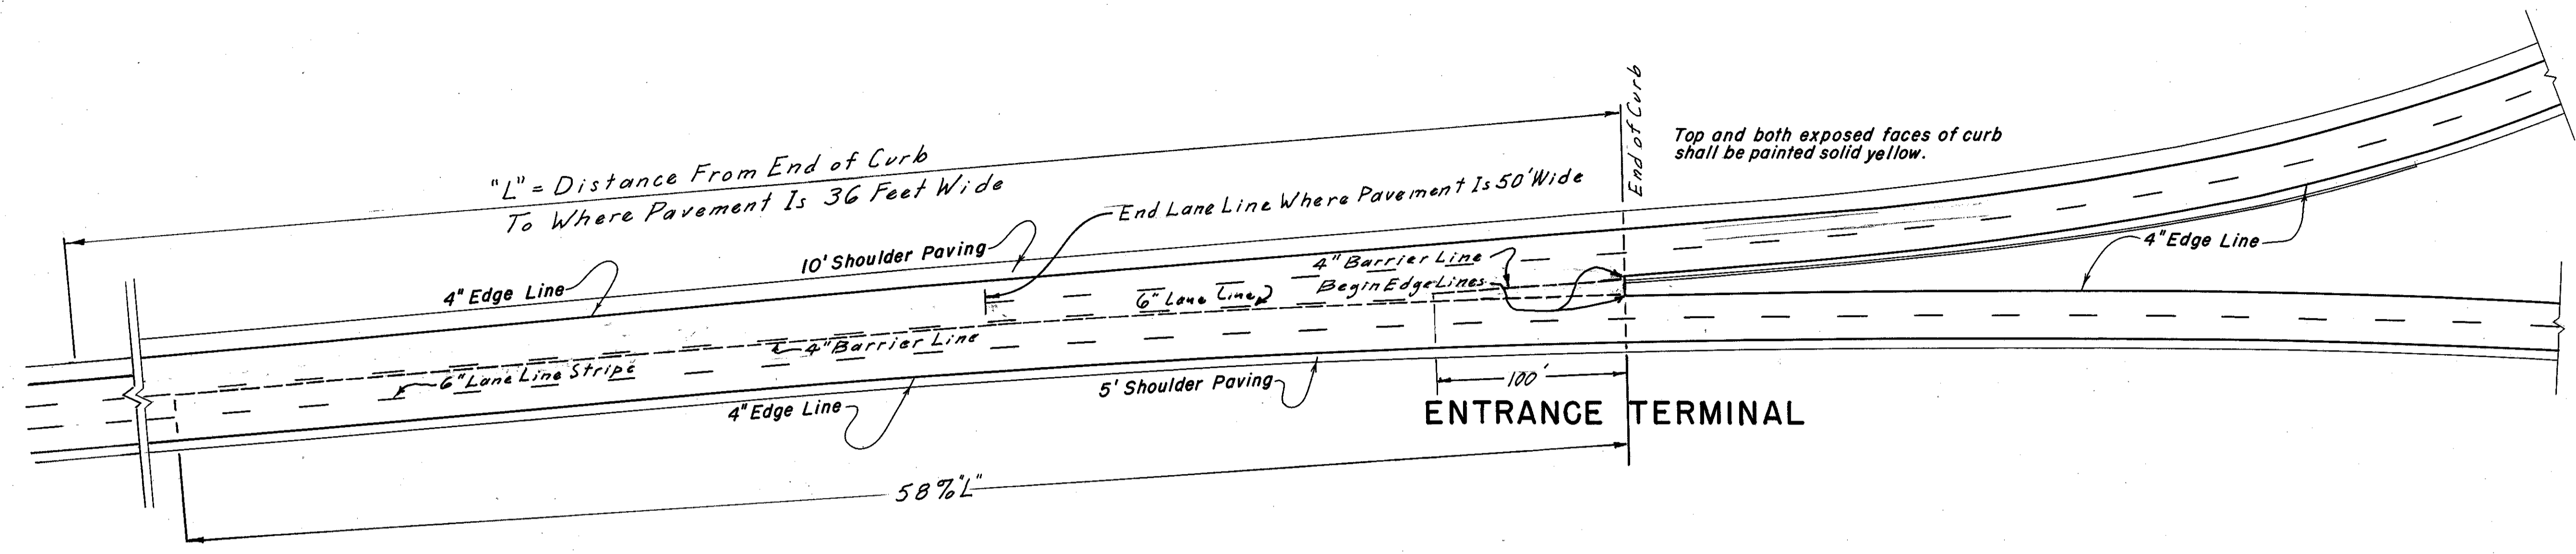 End of Curb
Top and both exposed faces of curb
shall be painted solid yellow.
"L" = Distance From End of Curb
To Where Pavement Is 36 Feet Wide
End Lane Line Where Pavement Is 50' Wide
10' Shoulder Paving
4" Edge Line
4" Barrier Line
Begin Edge Lines
6" Lane Line
4" Edge Line
4" Barrier Line
6" Lane Line Stripe
4" Edge Line
5' Shoulder Paving
100'
ENTRANCE TERMINAL
58% "L"